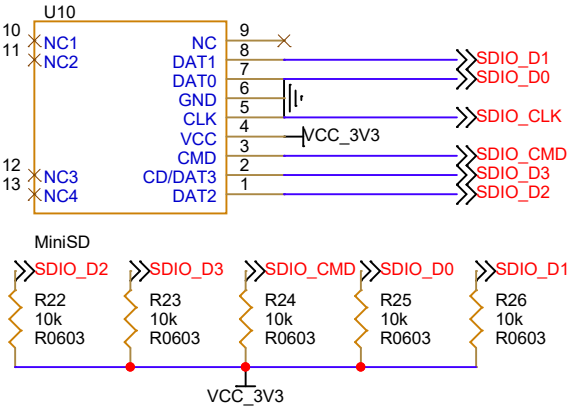 U10
10 NC1 NC 9
11 NC2 DAT1 8 SDIO_D1
DAT0 7 SDIO_D0
GND 6
CLK 5 SDIO_CLK
VCC 4 VCC_3V3
CMD 3 SDIO_CMD
12 NC3 CD/DAT3 2 SDIO_D3
13 NC4 DAT2 1 SDIO_D2
MiniSD
SDIO_D2 SDIO_D3 SDIO_CMD SDIO_D0 SDIO_D1
R22 R23 R24 R25 R26
10k 10k 10k 10k 10k
R0603 R0603 R0603 R0603 R0603
VCC_3V3